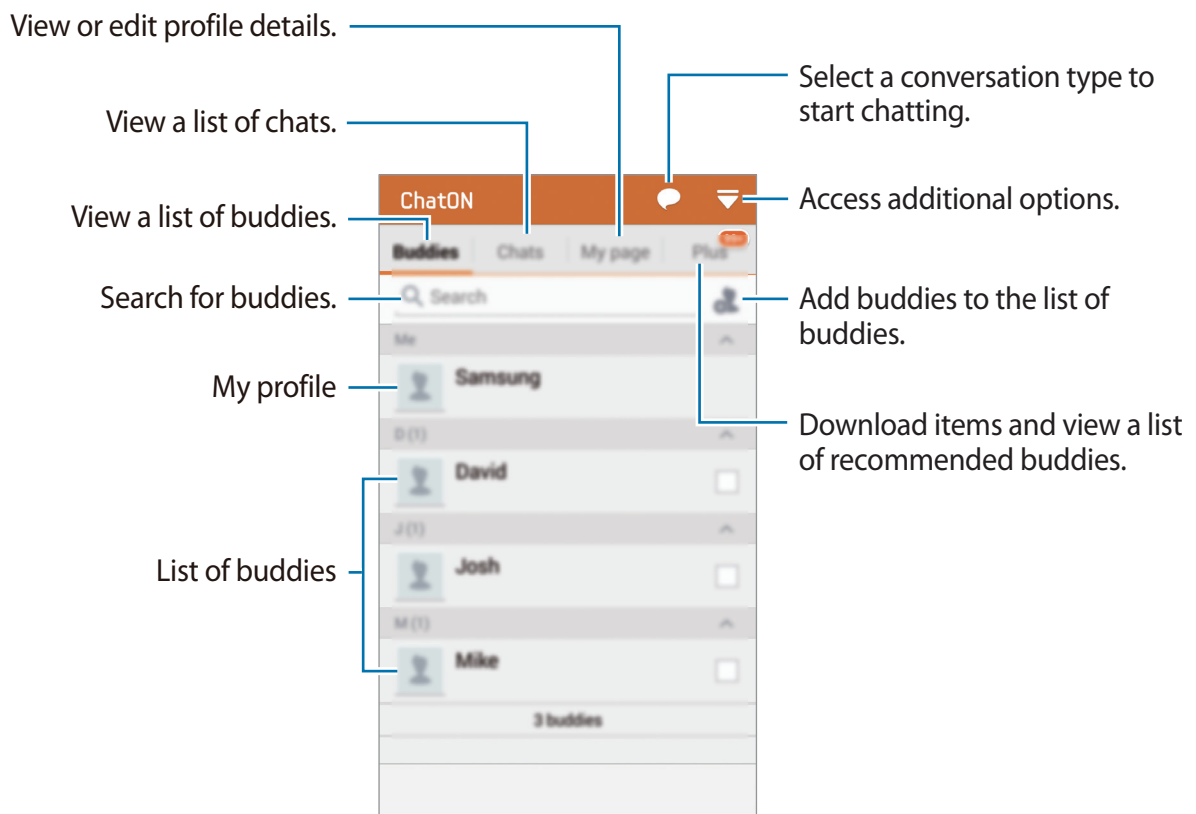 View or edit profile details.
Select a conversation type to
start chatting.
View a list of chats.
ChatON
Access additional options.
View a list of buddies.
Buddies
Chats
My page
Plus
Search for buddies.
Search
Add buddies to the list of
buddies.
Me
My profile
Samsung
Download items and view a list
of recommended buddies.
D (1)
David
J (1)
List of buddies
Josh
M (1)
Mike
3 buddies